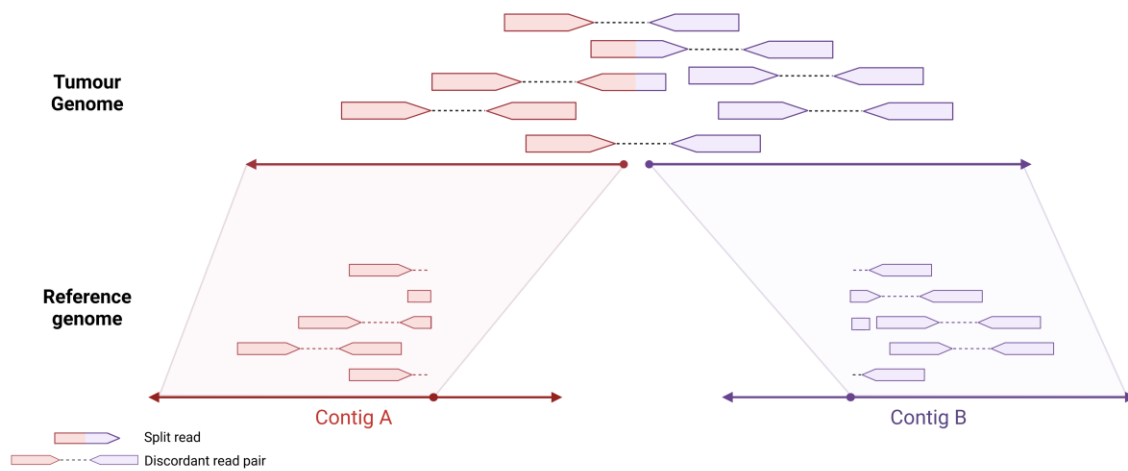 Tumour
Genome
Reference
genome
Contig A
Contig B
Split read
Discordant read pair